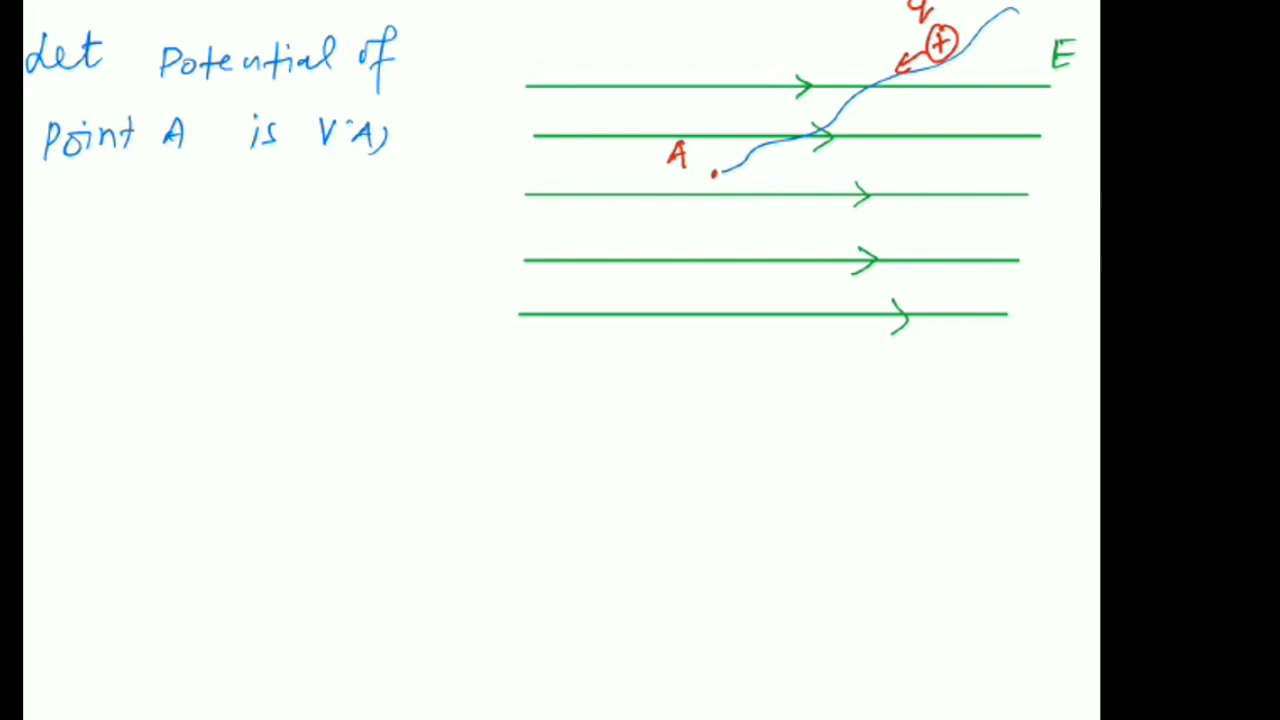 Let Potential of
Point A is V(A)
q
+
E
A